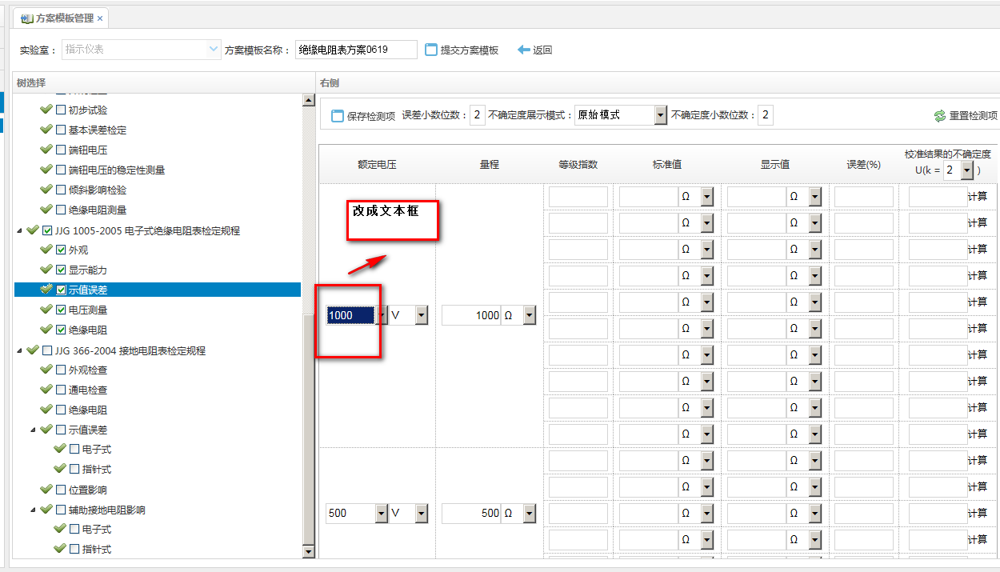 方案模板管理 ×
实验室： 指示仪表 方案模板名称： 绝缘电阻表方案0619 提交方案模板 返回
树选择
初步试验
基本误差检定
端钮电压
端钮电压的稳定性测量
倾斜影响检验
绝缘电阻测量
JJG 1005-2005 电子式绝缘电阻表检定规程
外观
显示能力
示值误差
电压测量
绝缘电阻
JJG 366-2004 接地电阻表检定规程
外观检查
通电检查
绝缘电阻
示值误差
电子式
指针式
位置影响
辅助接地电阻影响
电子式
指针式
右侧
保存检测项 误差小数位数： 2 不确定度展示模式： 原始模式 不确定度小数位数： 2 重置检测项
额定电压 量程 等级指数 标准值 显示值 误差(%) 校准结果的不确定度
U(k = 2 )
Ω Ω 计算
改成文本框
Ω Ω 计算
Ω Ω 计算
Ω Ω 计算
Ω Ω 计算
1000 V 1000 Ω
Ω Ω 计算
Ω Ω 计算
Ω Ω 计算
Ω Ω 计算
Ω Ω 计算
Ω Ω 计算
Ω Ω 计算
500 V 500 Ω Ω Ω 计算
Ω Ω 计算